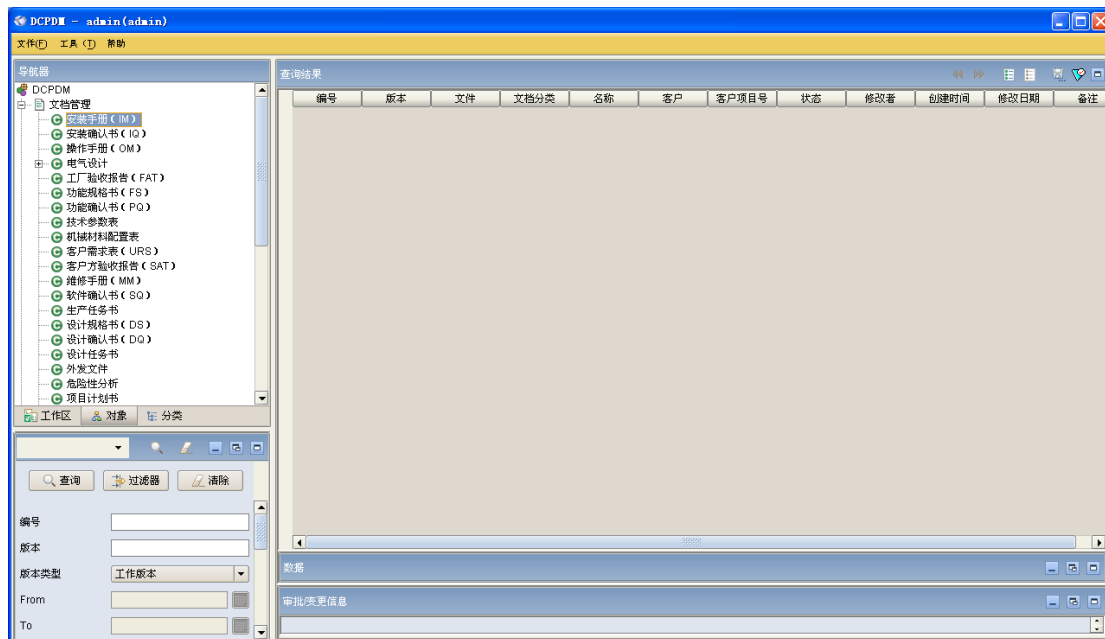 DCPDM - admin(admin)
文件(F) 工具(T) 帮助
导航器
DCPDM
文档管理
安装手册(IM)
安装确认书(IQ)
操作手册(OM)
电气设计
工厂验收报告(FAT)
功能规格书(FS)
功能确认书(PQ)
技术参数表
机械材料配置表
客户需求表(URS)
客户方验收报告(SAT)
维修手册(MM)
软件确认书(SQ)
生产任务书
设计规格书(DS)
设计确认书(DQ)
设计任务书
外发文件
危险性分析
项目计划书
工作区 对象 分类
查询 过滤器 清除
编号
版本
版本类型 工作版本
From
To
查询结果
编号 版本 文件 文档分类 名称 客户 客户项目号 状态 修改者 创建时间 修改日期 备注
数据
审批/变更信息